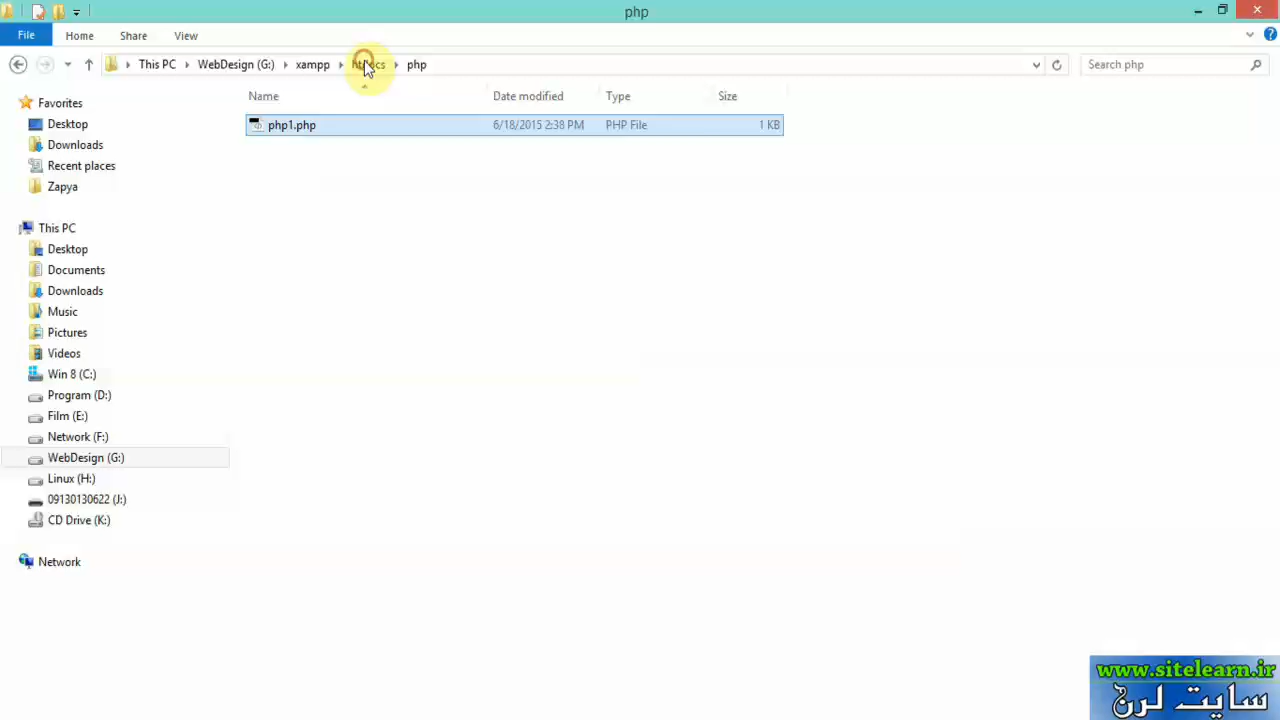 php
File
Home
Share
View
This PC
WebDesign (G:)
xampp
php
Search php
Name
Date modified
Type
Size
php1.php
6/18/2015 2:38 PM
PHP File
1 KB
Favorites
Desktop
Downloads
Recent places
Zapya
This PC
Desktop
Documents
Downloads
Music
Pictures
Videos
Win 8 (C:)
Program (D:)
Film (E:)
Network (F:)
WebDesign (G:)
Linux (H:)
09130130622 (J:)
CD Drive (K:)
Network
www.sitelearn.ir
سایت لرن